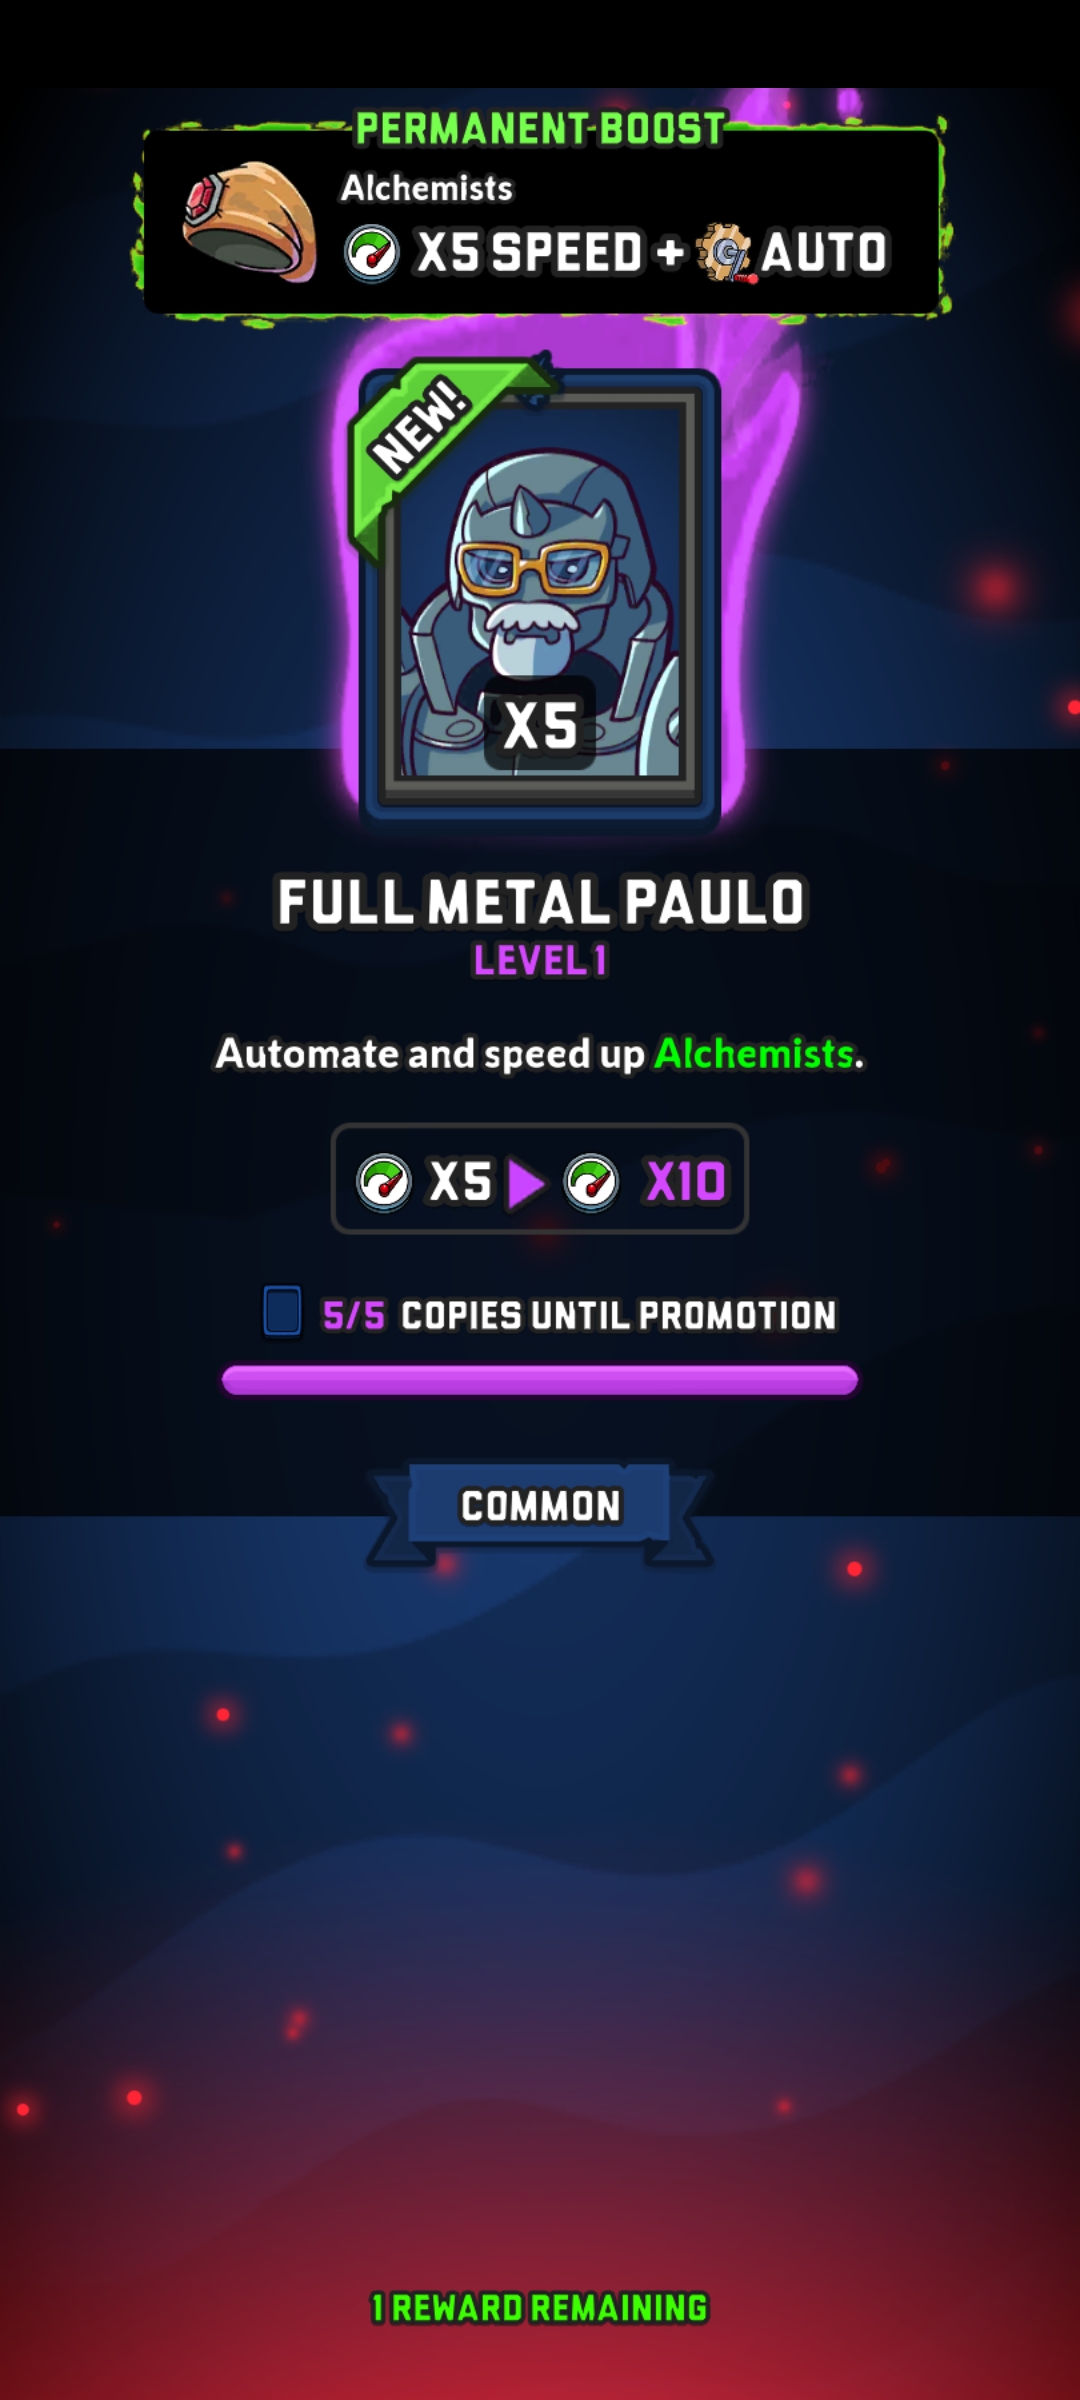 PERMANENT BOOST
Alchemists
X5 SPEED + AUTO
NEW!
X5
FULL METAL PAULO
LEVEL 1
Automate and speed up Alchemists.
X5 X10
5/5 COPIES UNTIL PROMOTION
COMMON
1 REWARD REMAINING